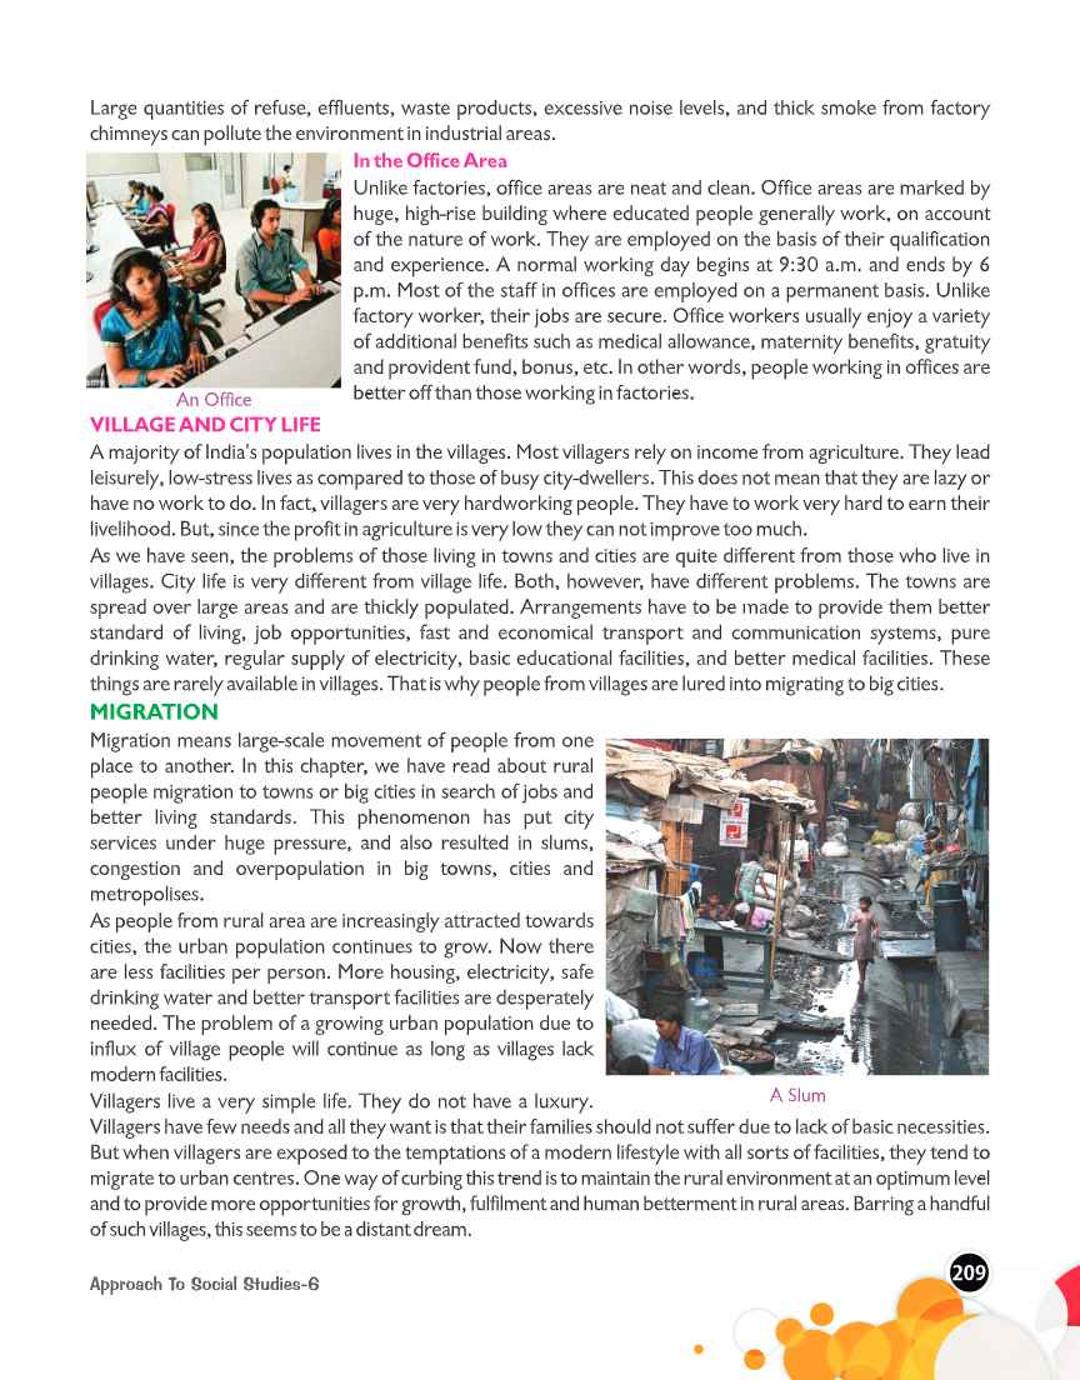 Large quantities of refuse, effluents, waste products, excessive noise levels, and thick smoke from factory
chimneys can pollute the environment in industrial areas.
In the Office Area
Unlike factories, office areas are neat and clean. Office areas are marked by
huge, high-rise building where educated people generally work, on account
of the nature of work. They are employed on the basis of their qualification
and experience. A normal working day begins at 9:30 a.m. and ends by 6
p.m. Most of the staff in offices are employed on a permanent basis. Unlike
factory worker, their jobs are secure. Office workers usually enjoy a variety
of additional benefits such as medical allowance, maternity benefits, gratuity
and provident fund, bonus, etc. In other words, people working in offices are
better off than those working in factories.
An Office
VILLAGE AND CITY LIFE
A majority of India's population lives in the villages. Most villagers rely on income from agriculture. They lead
leisurely, low-stress lives as compared to those of busy city-dwellers. This does not mean that they are lazy or
have no work to do. In fact, villagers are very hardworking people. They have to work very hard to earn their
livelihood. But, since the profit in agriculture is very low they can not improve too much.
As we have seen, the problems of those living in towns and cities are quite different from those who live in
villages. City life is very different from village life. Both, however, have different problems. The towns are
spread over large areas and are thickly populated. Arrangements have to be made to provide them better
standard of living, job opportunities, fast and economical transport and communication systems, pure
drinking water, regular supply of electricity, basic educational facilities, and better medical facilities. These
things are rarely available in villages. That is why people from villages are lured into migrating to big cities.
MIGRATION
Migration means large-scale movement of people from one
place to another. In this chapter, we have read about rural
people migration to towns or big cities in search of jobs and
better living standards. This phenomenon has put city
services under huge pressure, and also resulted in slums,
congestion and overpopulation in big towns, cities and
metropolises.
As people from rural area are increasingly attracted towards
cities, the urban population continues to grow. Now there
are less facilities per person. More housing, electricity, safe
drinking water and better transport facilities are desperately
needed. The problem of a growing urban population due to
influx of village people will continue as long as villages lack
modern facilities.
A Slum
Villagers live a very simple life. They do not have a luxury.
Villagers have few needs and all they want is that their families should not suffer due to lack of basic necessities.
But when villagers are exposed to the temptations of a modern lifestyle with all sorts of facilities, they tend to
migrate to urban centres. One way of curbing this trend is to maintain the rural environment at an optimum level
and to provide more opportunities for growth, fulfilment and human betterment in rural areas. Barring a handful
of such villages, this seems to be a distant dream.
Approach To Social Studies-6
209